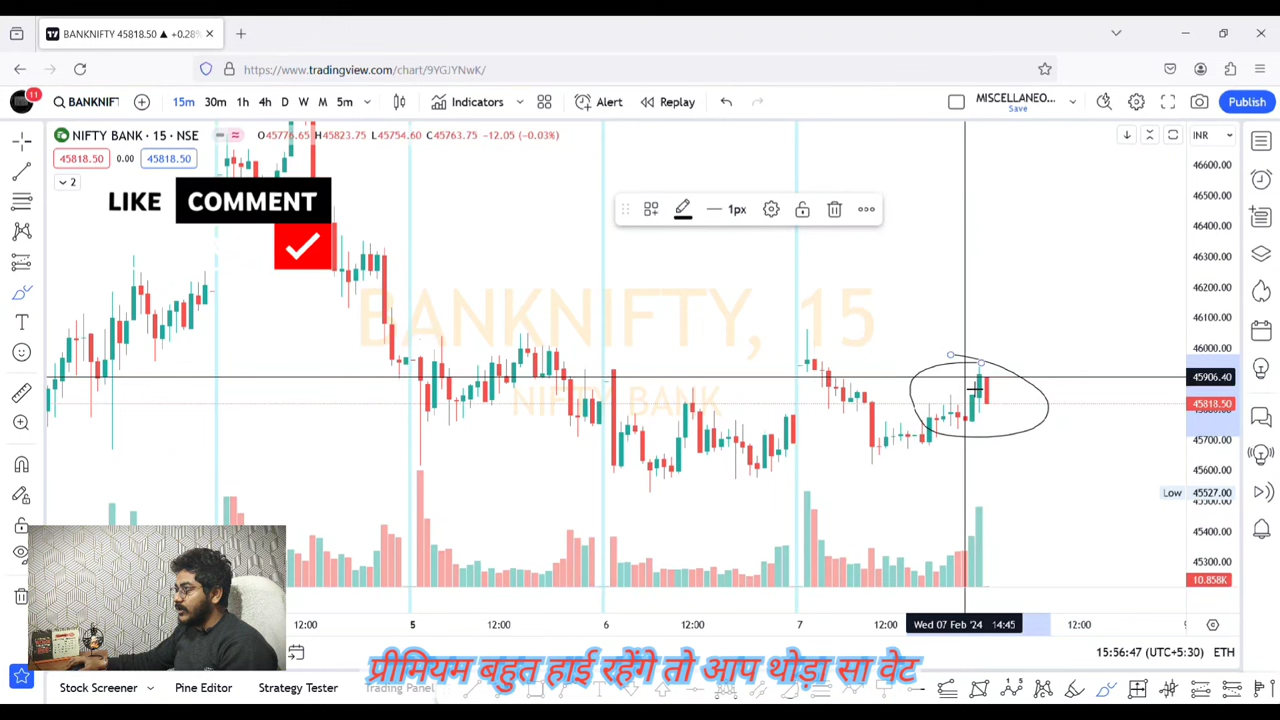 BANKNIFTY 45818.50 ▲ +0.28%
https://www.tradingview.com/chart/9YGJYNwK/
11
BANKNIFT
15m 30m 1h 4h D W M 5m
Indicators
Alert
Replay
MISCELLANEO...
Save
Publish
NIFTY BANK · 15 · NSE
O45776.65 H45823.75 L45754.60 C45763.75 −12.05 (−0.03%)
INR
45818.50 0.00 45818.50
2
LIKE COMMENT
1px
BANKNIFTY, 15
NIFTY BANK
46600.00
46500.00
46400.00
46300.00
46200.00
46100.00
46000.00
45906.40
45818.50
45700.00
45600.00
Low 45527.00
45500.00
45400.00
45300.00
10.858K
12:00 5 12:00 6 12:00 7 12:00 Wed 07 Feb '24 14:45 12:00
15:56:47 (UTC+5:30) ETH
प्रीमियम बहुत हाई रहेंगे तो आप थोड़ा सा वेट
Stock Screener Pine Editor Strategy Tester Trading Panel